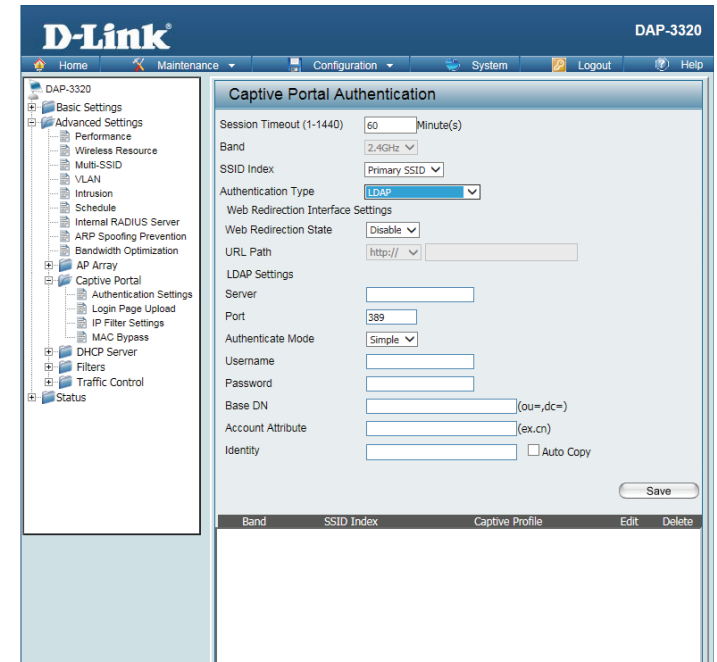 D-Link®
DAP-3320
Home Maintenance Configuration System Logout Help
DAP-3320
Basic Settings
Advanced Settings
Performance
Wireless Resource
Multi-SSID
VLAN
Intrusion
Schedule
Internal RADIUS Server
ARP Spoofing Prevention
Bandwidth Optimization
AP Array
Captive Portal
Authentication Settings
Login Page Upload
IP Filter Settings
MAC Bypass
DHCP Server
Filters
Traffic Control
Status
Captive Portal Authentication
Session Timeout (1-1440) 60 Minute(s)
Band 2.4GHz
SSID Index Primary SSID
Authentication Type LDAP
Web Redirection Interface Settings
Web Redirection State Disable
URL Path http://
LDAP Settings
Server
Port 389
Authenticate Mode Simple
Username
Password
Base DN (ou=,dc=)
Account Attribute (ex.cn)
Identity Auto Copy
Save
Band SSID Index Captive Profile Edit Delete